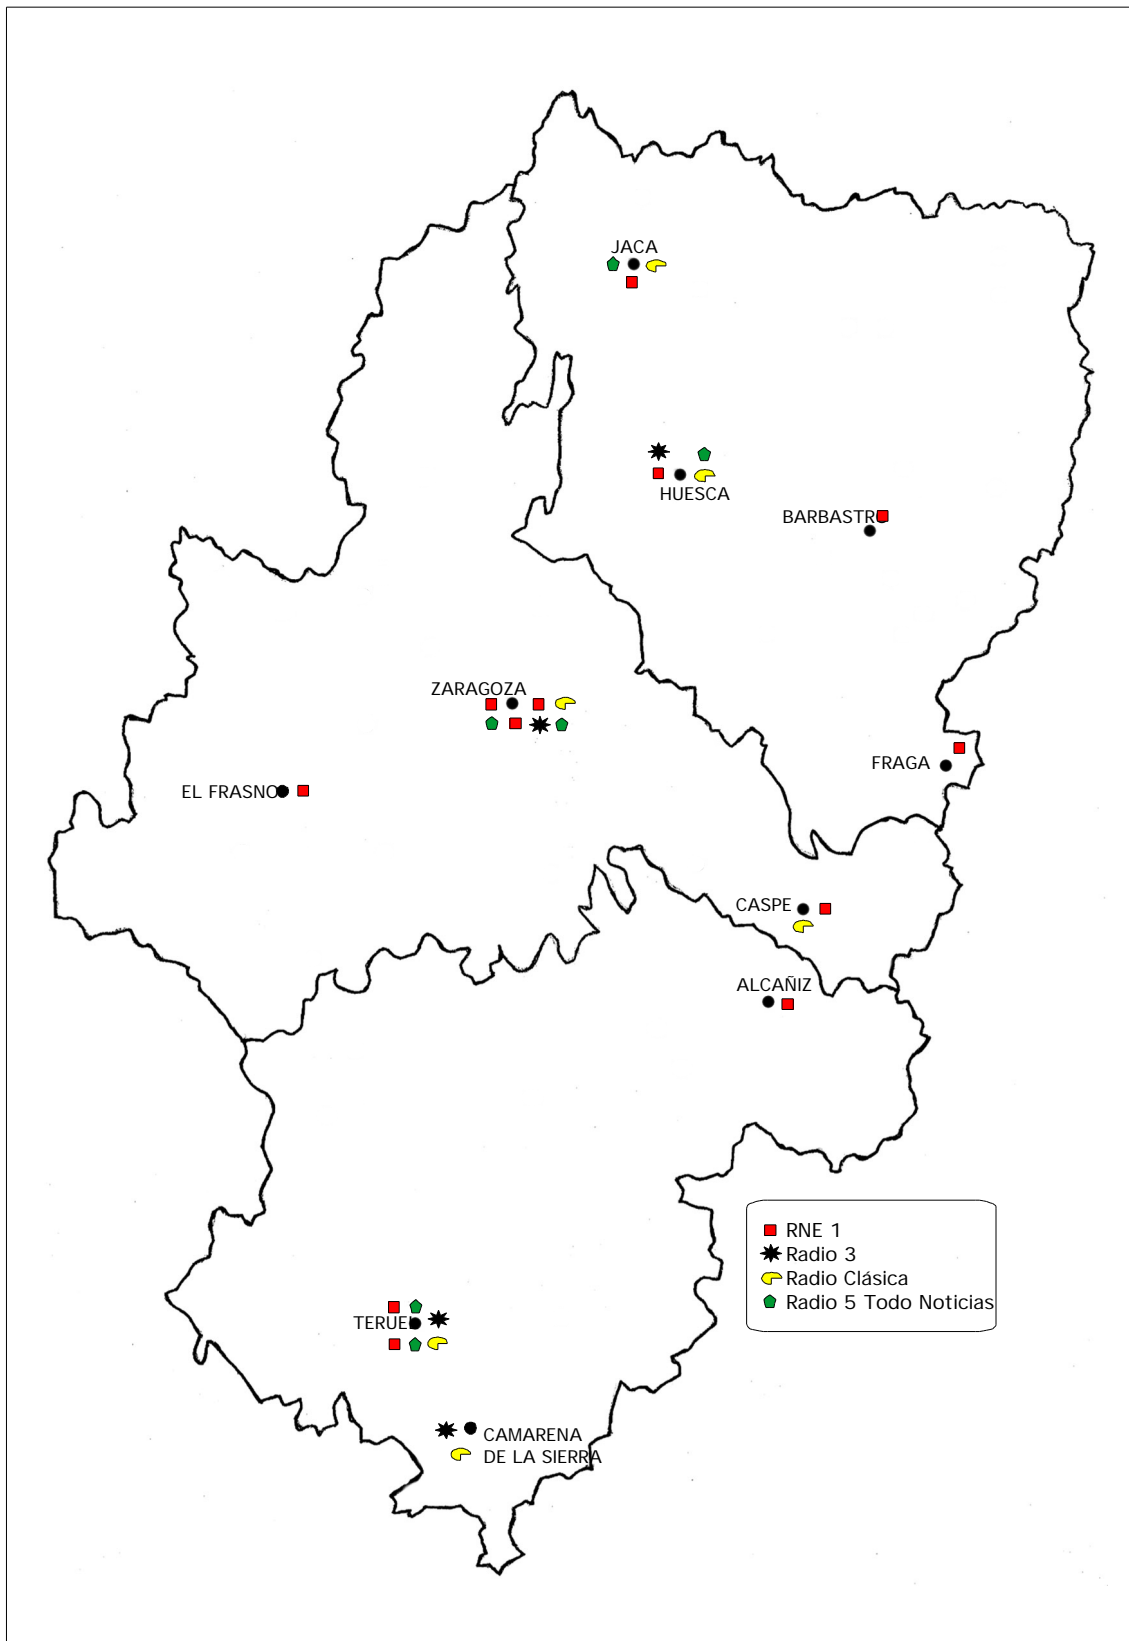 JACA
HUESCA
BARBASTRO
ZARAGOZA
FRAGA
EL FRASNO
CASPE
ALCAÑIZ
RNE 1
Radio 3
Radio Clásica
Radio 5 Todo Noticias
TERUEL
CAMARENA
DE LA SIERRA